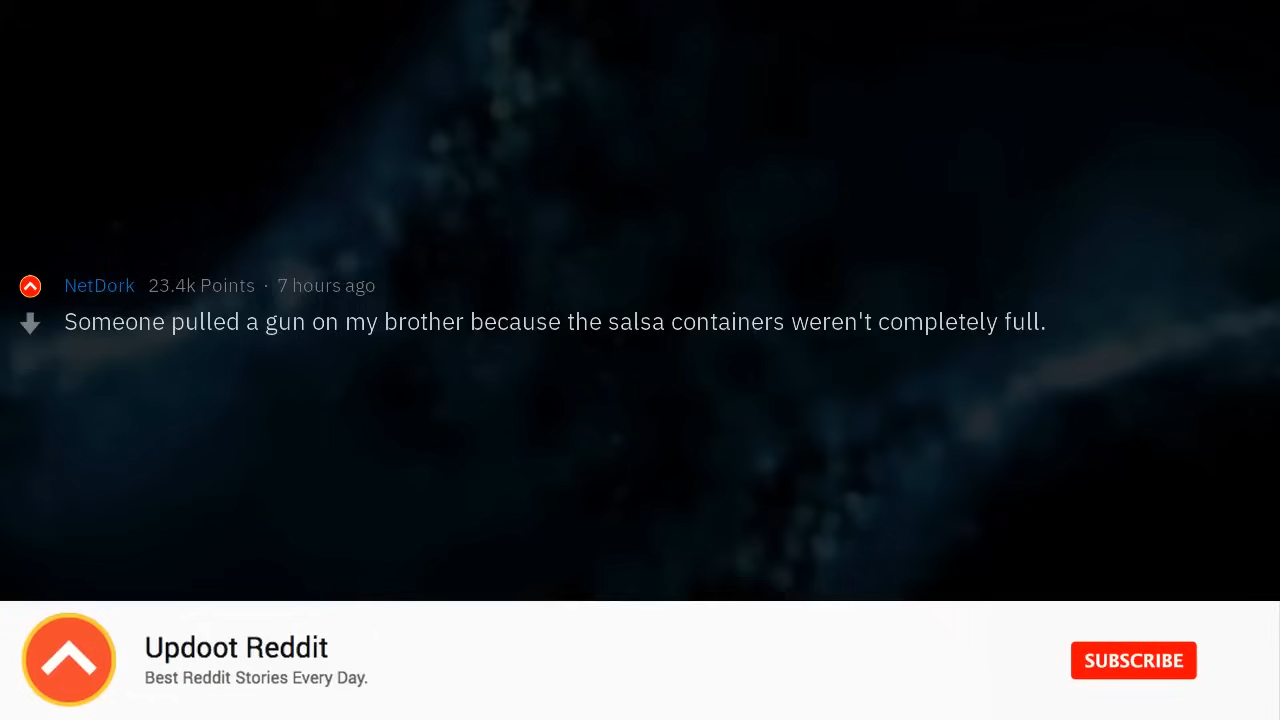 NetDork 23.4k Points · 7 hours ago
Someone pulled a gun on my brother because the salsa containers weren't completely full.
Updoot Reddit
Best Reddit Stories Every Day.
SUBSCRIBE